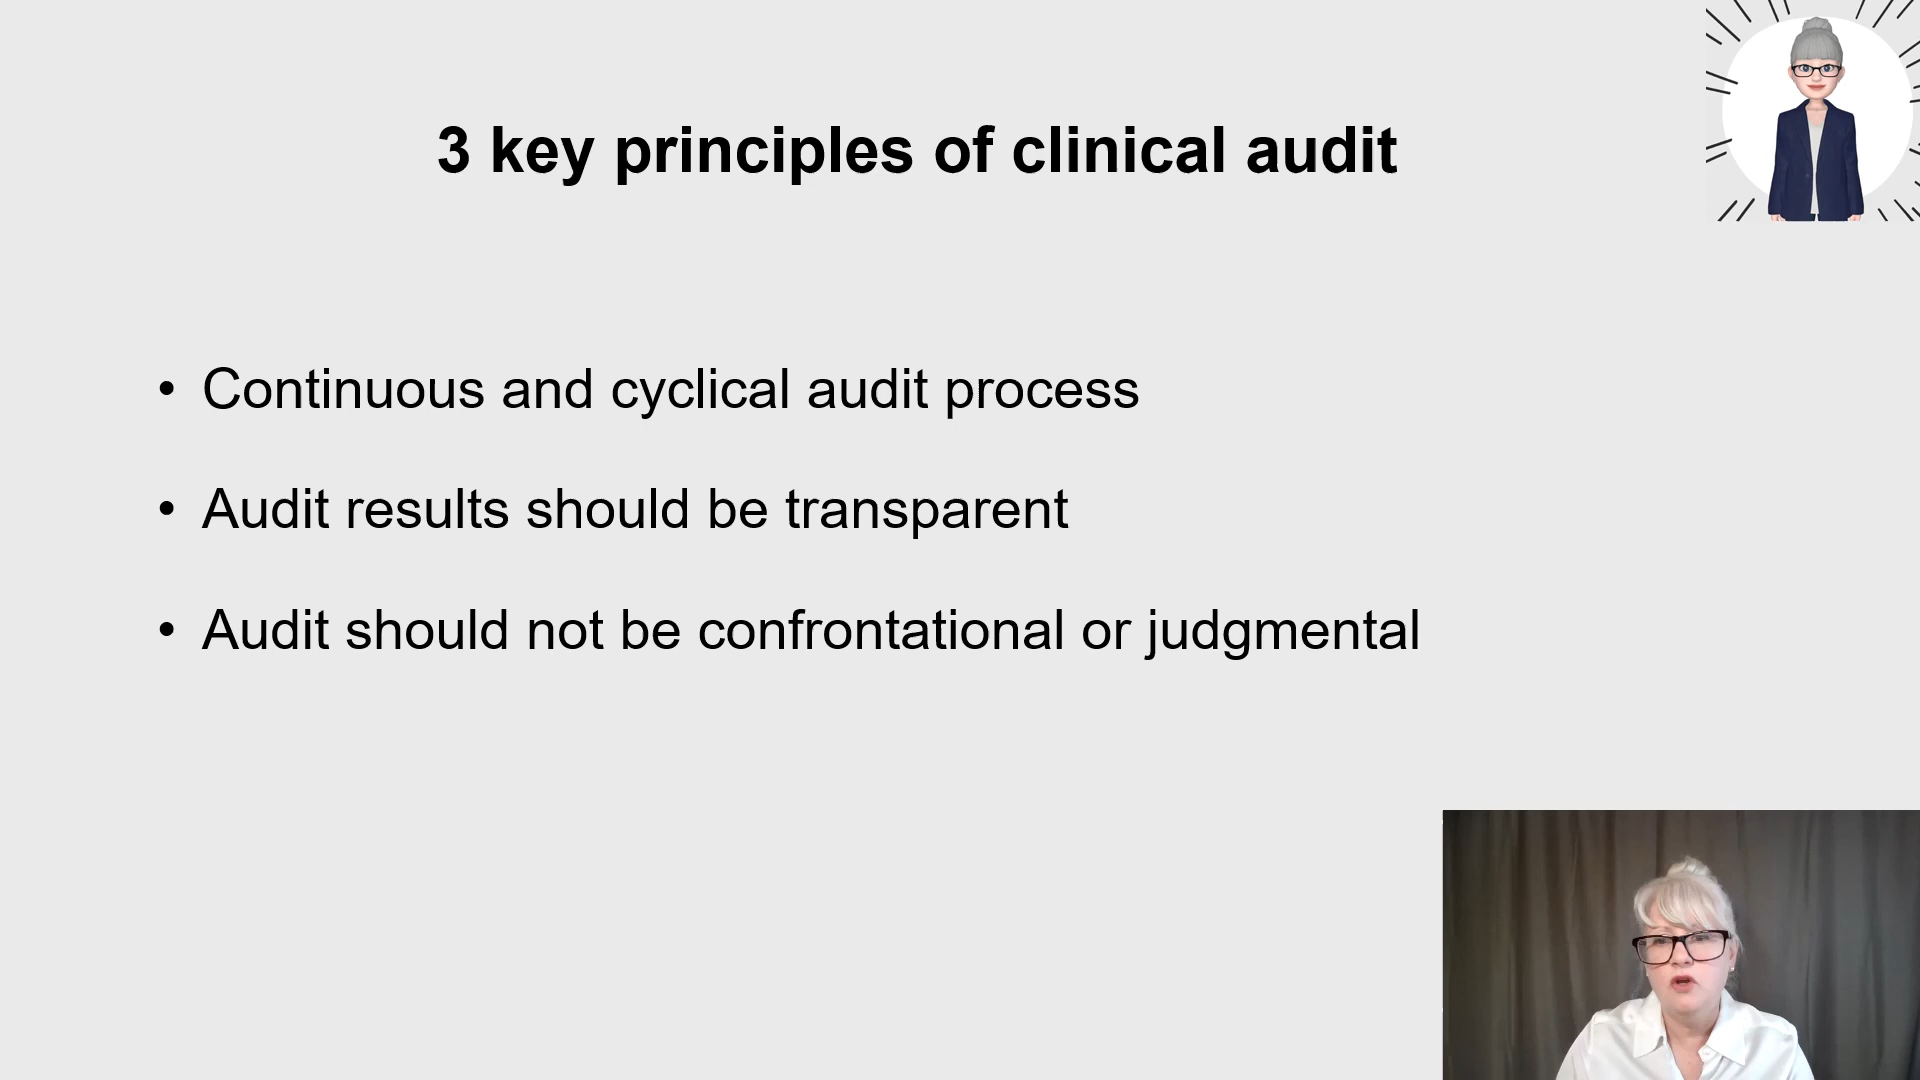 3 key principles of clinical audit
• Continuous and cyclical audit process
• Audit results should be transparent
• Audit should not be confrontational or judgmental